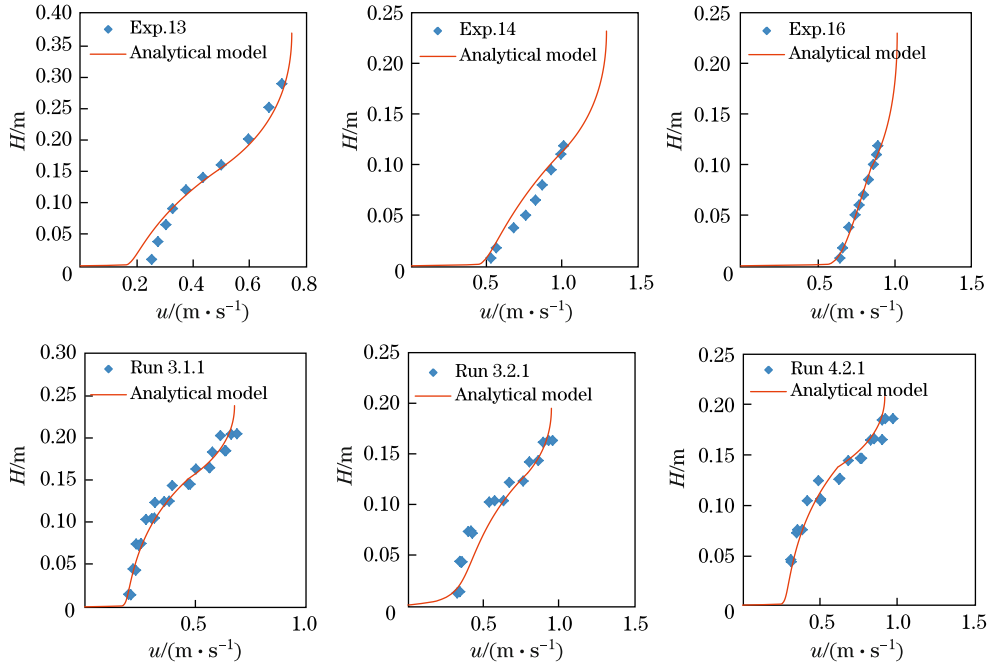 0.40
0.35
0.30
0.25
0.20
0.15
0.10
0.05
0
H/m
Exp.13
Analytical model
0.2
0.4
0.6
0.8
u/(m · s⁻¹)
0.25
0.20
0.15
0.10
0.05
0
H/m
Exp.14
Analytical model
0.5
1.0
1.5
u/(m · s⁻¹)
0.25
0.20
0.15
0.10
0.05
0
H/m
Exp.16
Analytical model
0.5
1.0
1.5
u/(m · s⁻¹)
0.30
0.25
0.20
0.15
0.10
0.05
0
H/m
Run 3.1.1
Analytical model
0.5
1.0
u/(m · s⁻¹)
0.25
0.20
0.15
0.10
0.05
0
H/m
Run 3.2.1
Analytical model
0.5
1.0
1.5
u/(m · s⁻¹)
0.25
0.20
0.15
0.10
0.05
0
H/m
Run 4.2.1
Analytical model
0.5
1.0
1.5
u/(m · s⁻¹)